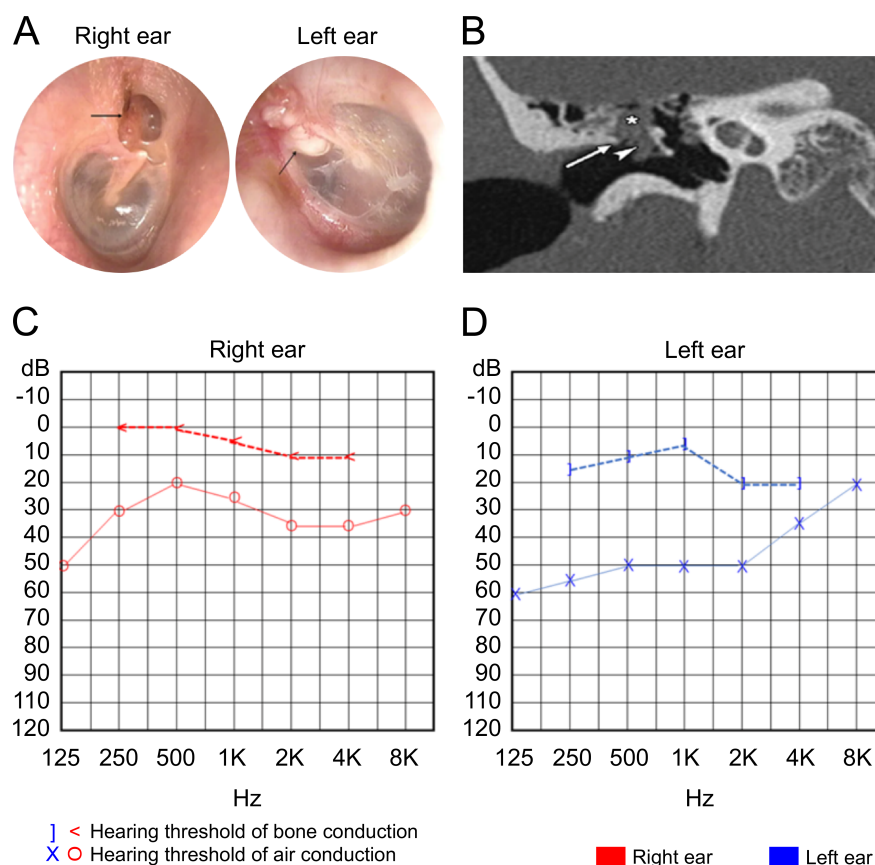 A
Right ear
Left ear
B
*
C
Right ear
dB
-10
0
10
20
30
40
50
60
70
80
90
100
110
120
125 250 500 1K 2K 4K 8K
Hz
D
Left ear
dB
-10
0
10
20
30
40
50
60
70
80
90
100
110
120
125 250 500 1K 2K 4K 8K
Hz
] < Hearing threshold of bone conduction
X O Hearing threshold of air conduction
Right ear
Left ear